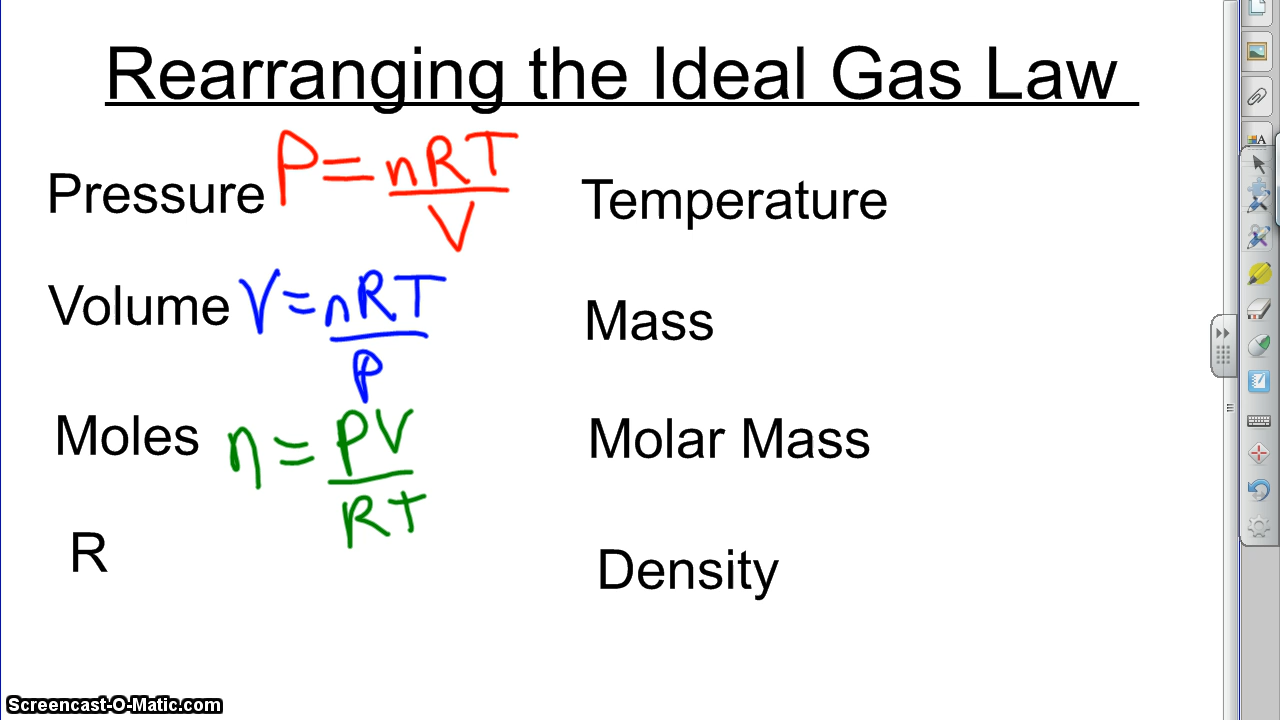 Rearranging the Ideal Gas Law
Pressure P = nRT
V
Volume V = nRT
P
Moles n = PV
RT
R
Temperature
Mass
Molar Mass
Density
A
Screencast-O-Matic.com